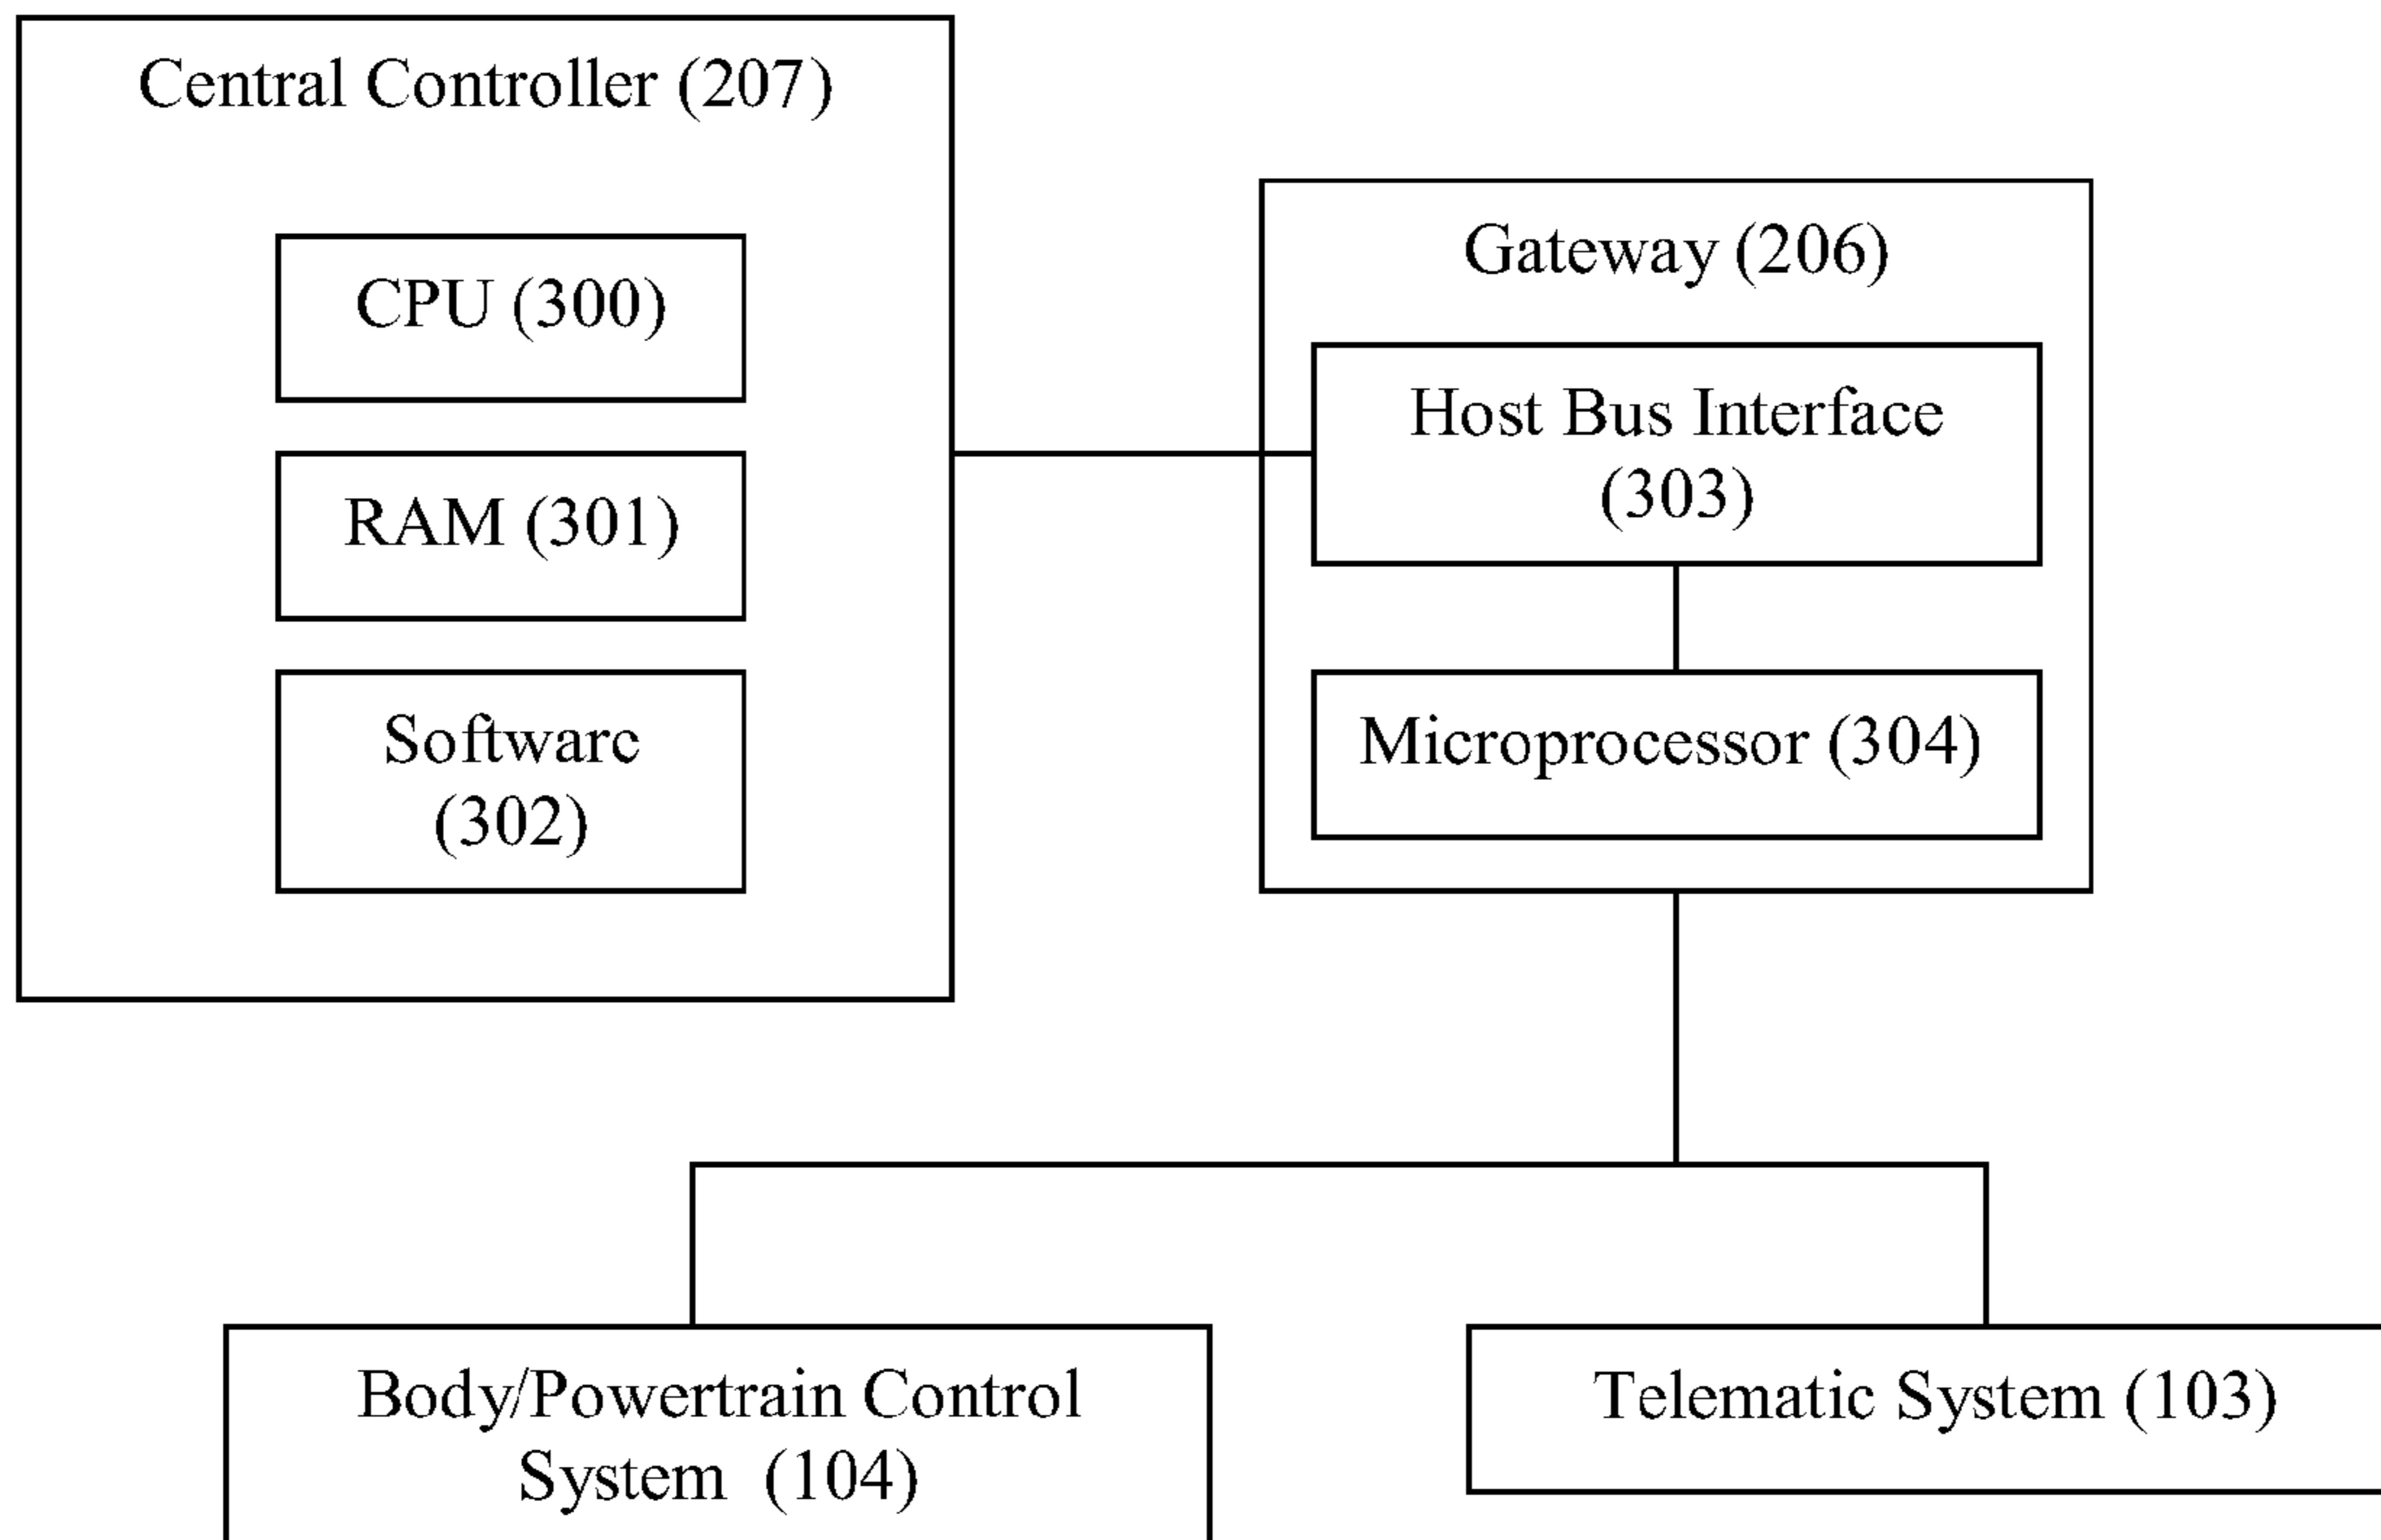 Central Controller (207)
CPU (300)
RAM (301)
Software
(302)
Gateway (206)
Host Bus Interface
(303)
Microprocessor (304)
Body/Powertrain Control
System (104)
Telematic System (103)